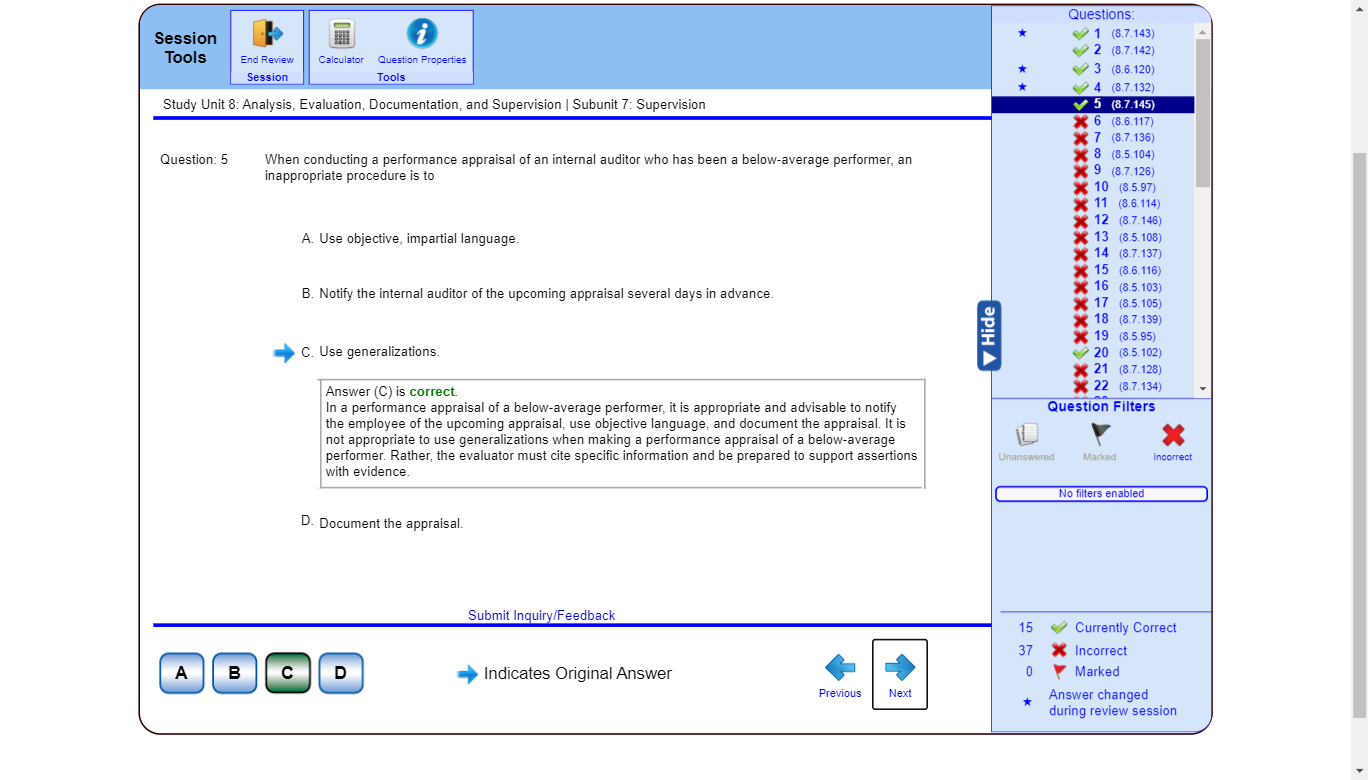 Session
Tools
End Review
Session
Calculator
Question Properties
Tools
Study Unit 8: Analysis, Evaluation, Documentation, and Supervision | Subunit 7: Supervision
Question: 5
When conducting a performance appraisal of an internal auditor who has been a below-average performer, an
inappropriate procedure is to
A. Use objective, impartial language.
B. Notify the internal auditor of the upcoming appraisal several days in advance.
C. Use generalizations.
Answer (C) is correct.
In a performance appraisal of a below-average performer, it is appropriate and advisable to notify
the employee of the upcoming appraisal, use objective language, and document the appraisal. It is
not appropriate to use generalizations when making a performance appraisal of a below-average
performer. Rather, the evaluator must cite specific information and be prepared to support assertions
with evidence.
D. Document the appraisal.
Submit Inquiry/Feedback
A
B
C
D
Indicates Original Answer
Previous
Next
Hide
Questions:
1 (8.7.143)
2 (8.7.142)
3 (8.6.120)
4 (8.7.132)
5 (8.7.145)
6 (8.6.117)
7 (8.7.136)
8 (8.5.104)
9 (8.7.126)
10 (8.5.97)
11 (8.6.114)
12 (8.7.146)
13 (8.5.108)
14 (8.7.137)
15 (8.6.116)
16 (8.5.103)
17 (8.5.105)
18 (8.7.139)
19 (8.5.95)
20 (8.5.102)
21 (8.7.128)
22 (8.7.134)
Question Filters
Unanswered
Marked
Incorrect
No filters enabled
15 Currently Correct
37 Incorrect
0 Marked
Answer changed
during review session